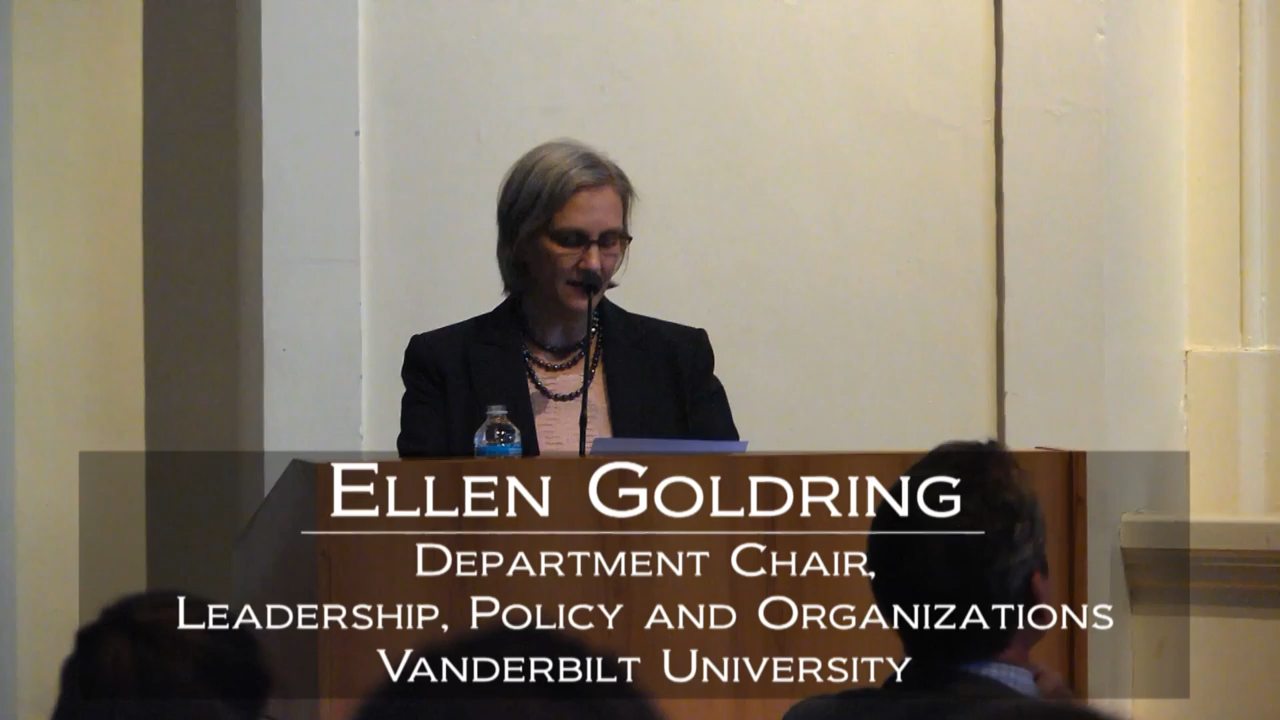 Ellen Goldring
Department Chair,
Leadership, Policy and Organizations
Vanderbilt University